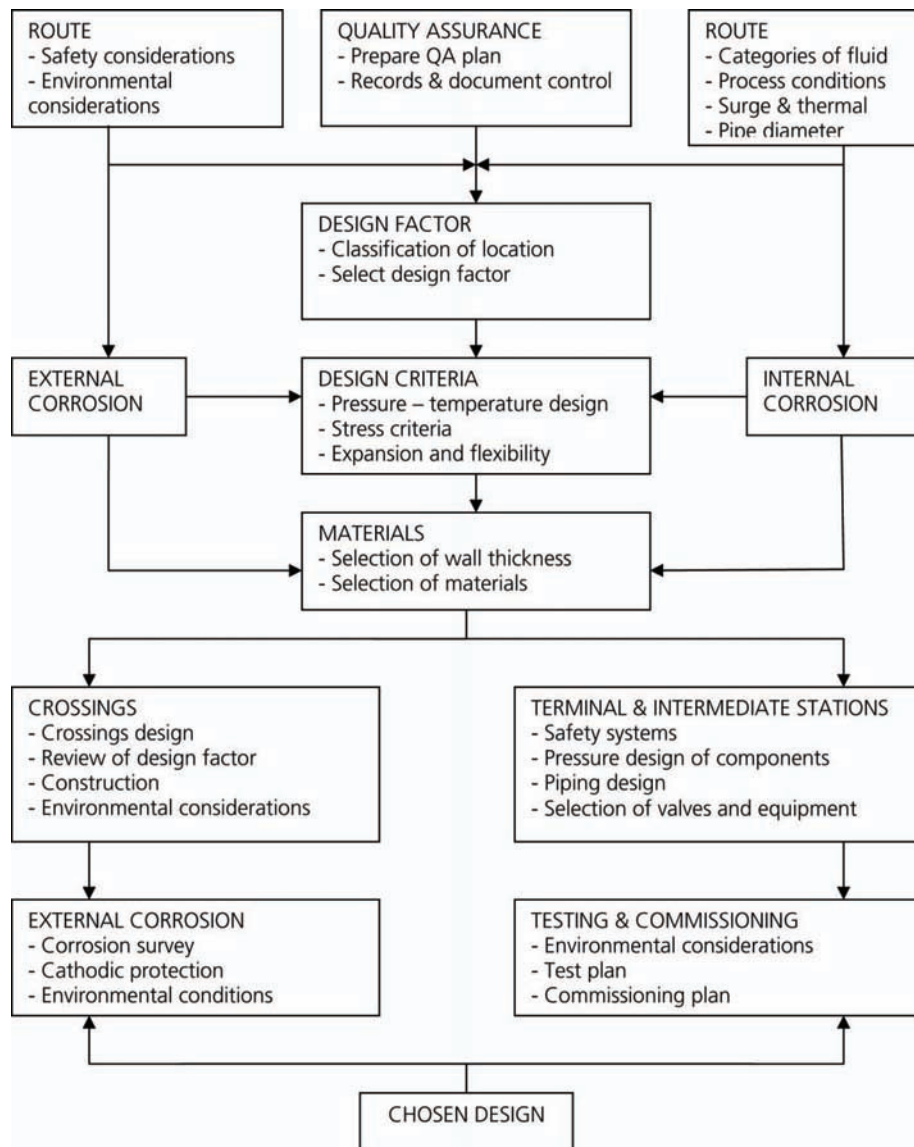 ROUTE
- Safety considerations
- Environmental
considerations
QUALITY ASSURANCE
- Prepare QA plan
- Records & document control
ROUTE
- Categories of fluid
- Process conditions
- Surge & thermal
- Pipe diameter
DESIGN FACTOR
- Classification of location
- Select design factor
EXTERNAL
CORROSION
DESIGN CRITERIA
- Pressure – temperature design
- Stress criteria
- Expansion and flexibility
INTERNAL
CORROSION
MATERIALS
- Selection of wall thickness
- Selection of materials
CROSSINGS
- Crossings design
- Review of design factor
- Construction
- Environmental considerations
TERMINAL & INTERMEDIATE STATIONS
- Safety systems
- Pressure design of components
- Piping design
- Selection of valves and equipment
EXTERNAL CORROSION
- Corrosion survey
- Cathodic protection
- Environmental conditions
TESTING & COMMISSIONING
- Environmental considerations
- Test plan
- Commissioning plan
CHOSEN DESIGN